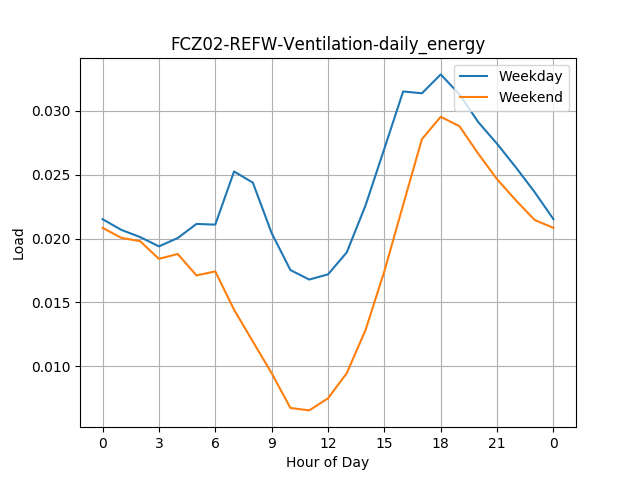 FCZ02-REFW-Ventilation-daily_energy
Weekday
Weekend
Load
0.030
0.025
0.020
0.015
0.010
0 3 6 9 12 15 18 21 0
Hour of Day